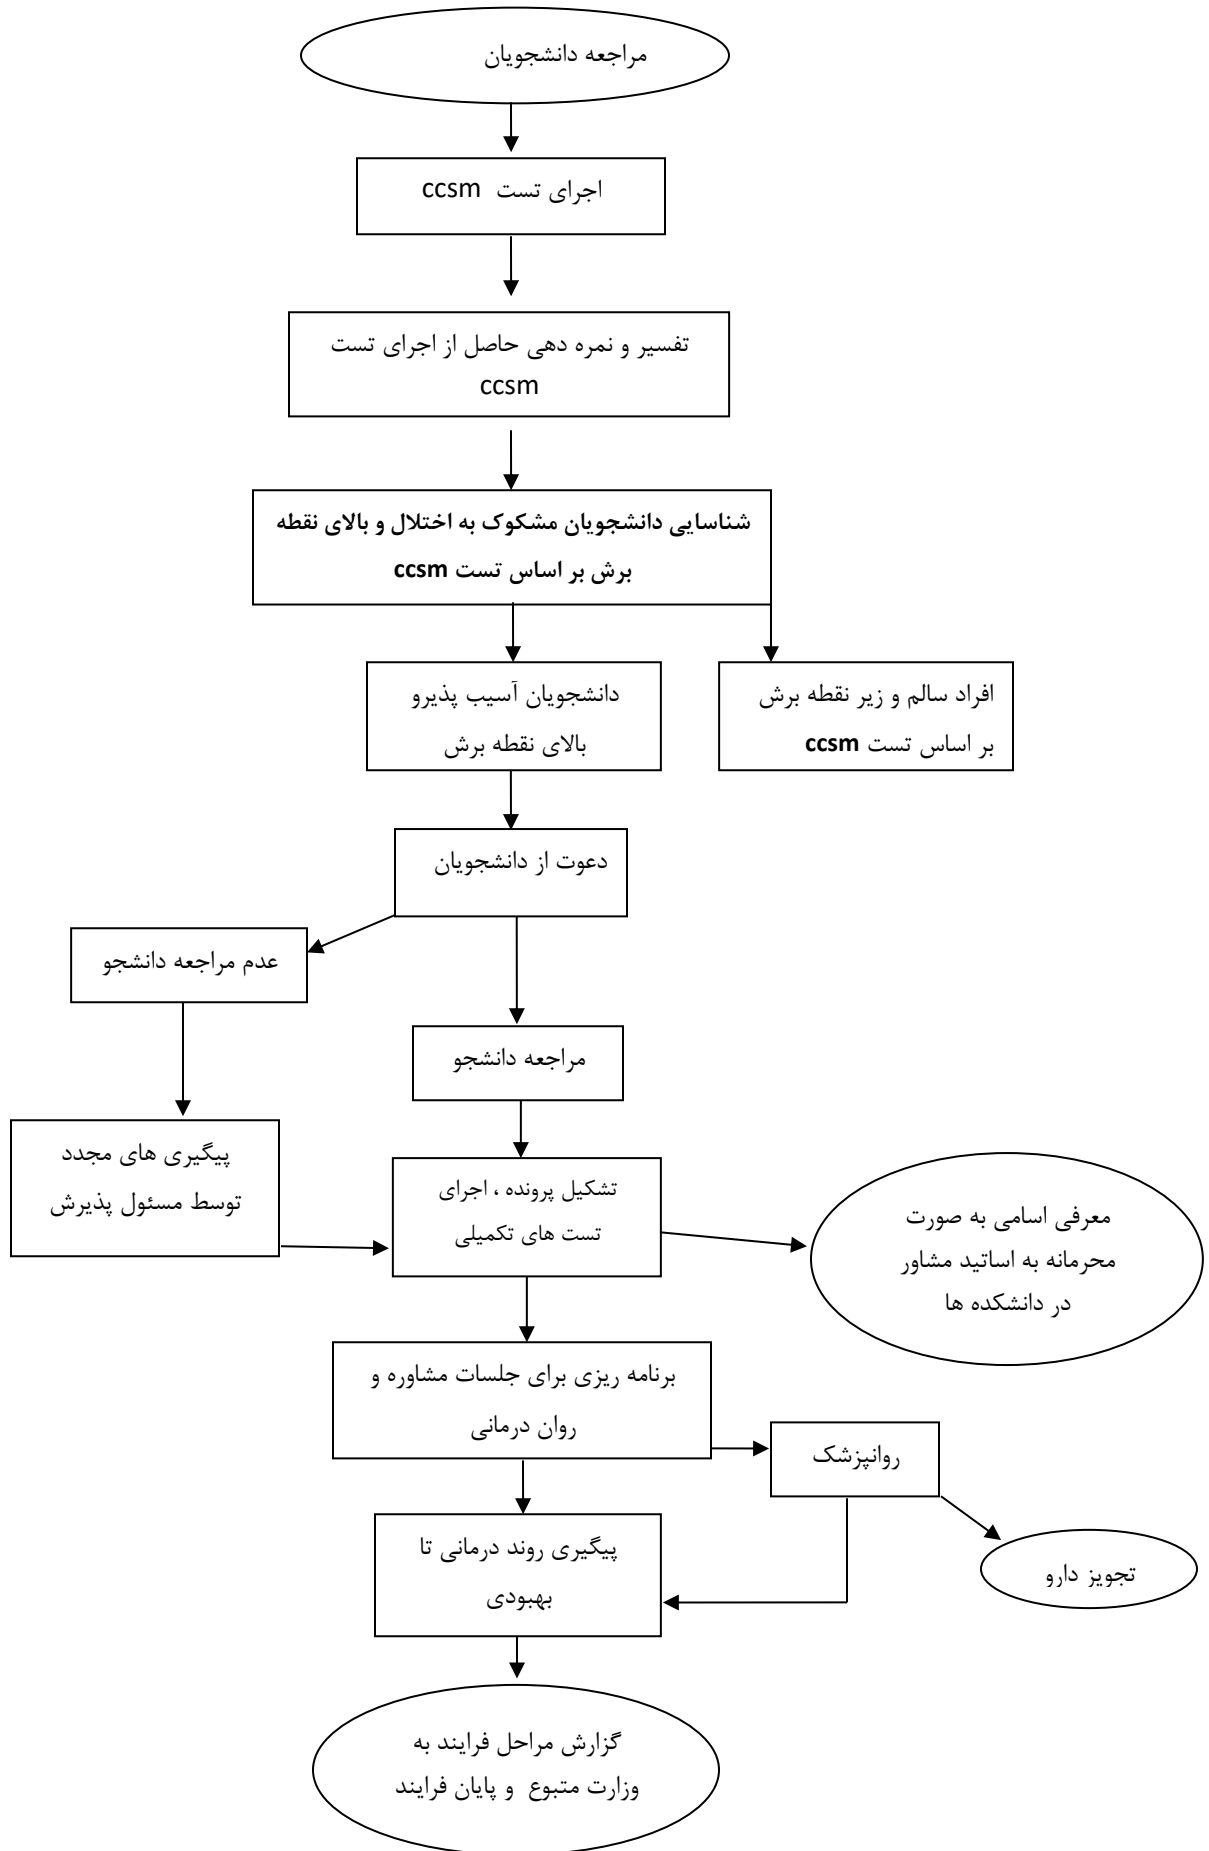 مراجعه دانشجویان
اجرای تست ccsm
تفسیر و نمره دهی حاصل از اجرای تست
ccsm
شناسایی دانشجویان مشکوک به اختلال و بالای نقطه
برش بر اساس تست ccsm
افراد سالم و زیر نقطه برش
بر اساس تست ccsm
دانشجویان آسیب پذیرو
بالای نقطه برش
دعوت از دانشجویان
عدم مراجعه دانشجو
مراجعه دانشجو
پیگیری های مجدد
توسط مسئول پذیرش
تشکیل پرونده ، اجرای
تست های تکمیلی
معرفی اسامی به صورت
محرمانه به اساتید مشاور
در دانشکده ها
برنامه ریزی برای جلسات مشاوره و
روان درمانی
روانپزشک
تجویز دارو
پیگیری روند درمانی تا
بهبودی
گزارش مراحل فرایند به
وزارت متبوع و پایان فرایند